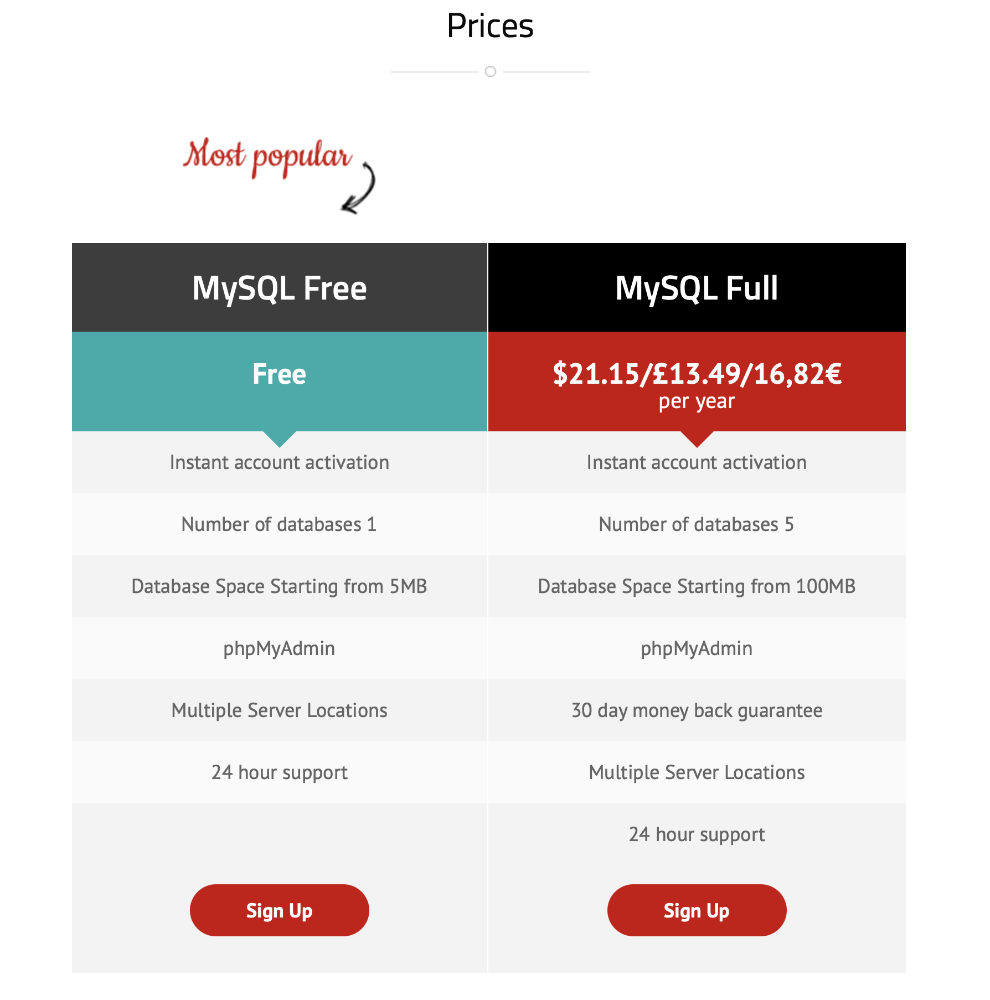 Prices
Most popular
MySQL Free
Free
Instant account activation
Number of databases 1
Database Space Starting from 5MB
phpMyAdmin
Multiple Server Locations
24 hour support
Sign Up
MySQL Full
$21.15/£13.49/16,82€
per year
Instant account activation
Number of databases 5
Database Space Starting from 100MB
phpMyAdmin
30 day money back guarantee
Multiple Server Locations
24 hour support
Sign Up